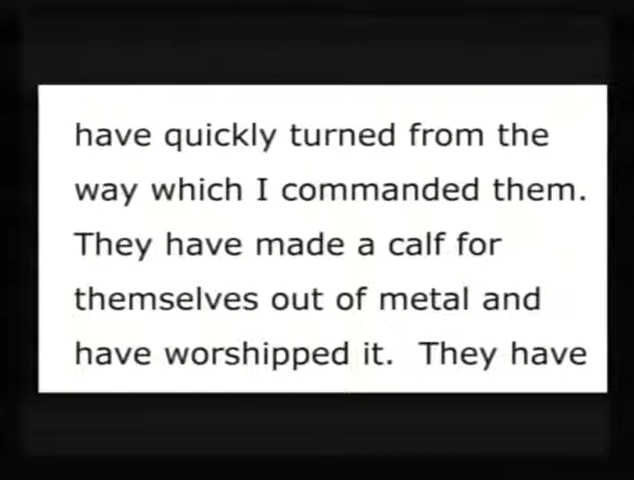 have quickly turned from the
way which I commanded them.
They have made a calf for
themselves out of metal and
have worshipped it.  They have